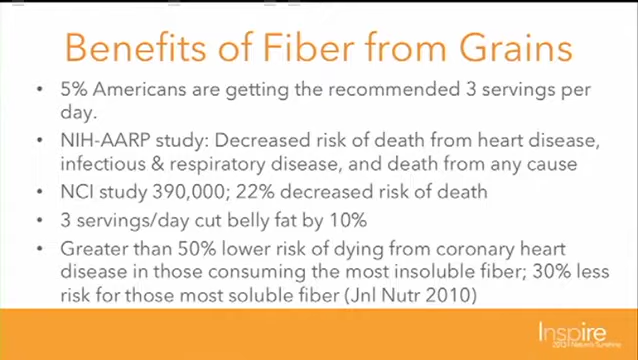 Benefits of Fiber from Grains
• 5% Americans are getting the recommended 3 servings per
day.
• NIH-AARP study: Decreased risk of death from heart disease,
infectious & respiratory disease, and death from any cause
• NCI study 390,000; 22% decreased risk of death
• 3 servings/day cut belly fat by 10%
• Greater than 50% lower risk of dying from coronary heart
disease in those consuming the most insoluble fiber; 30% less
risk for those most soluble fiber (Jnl Nutr 2010)
Inspire